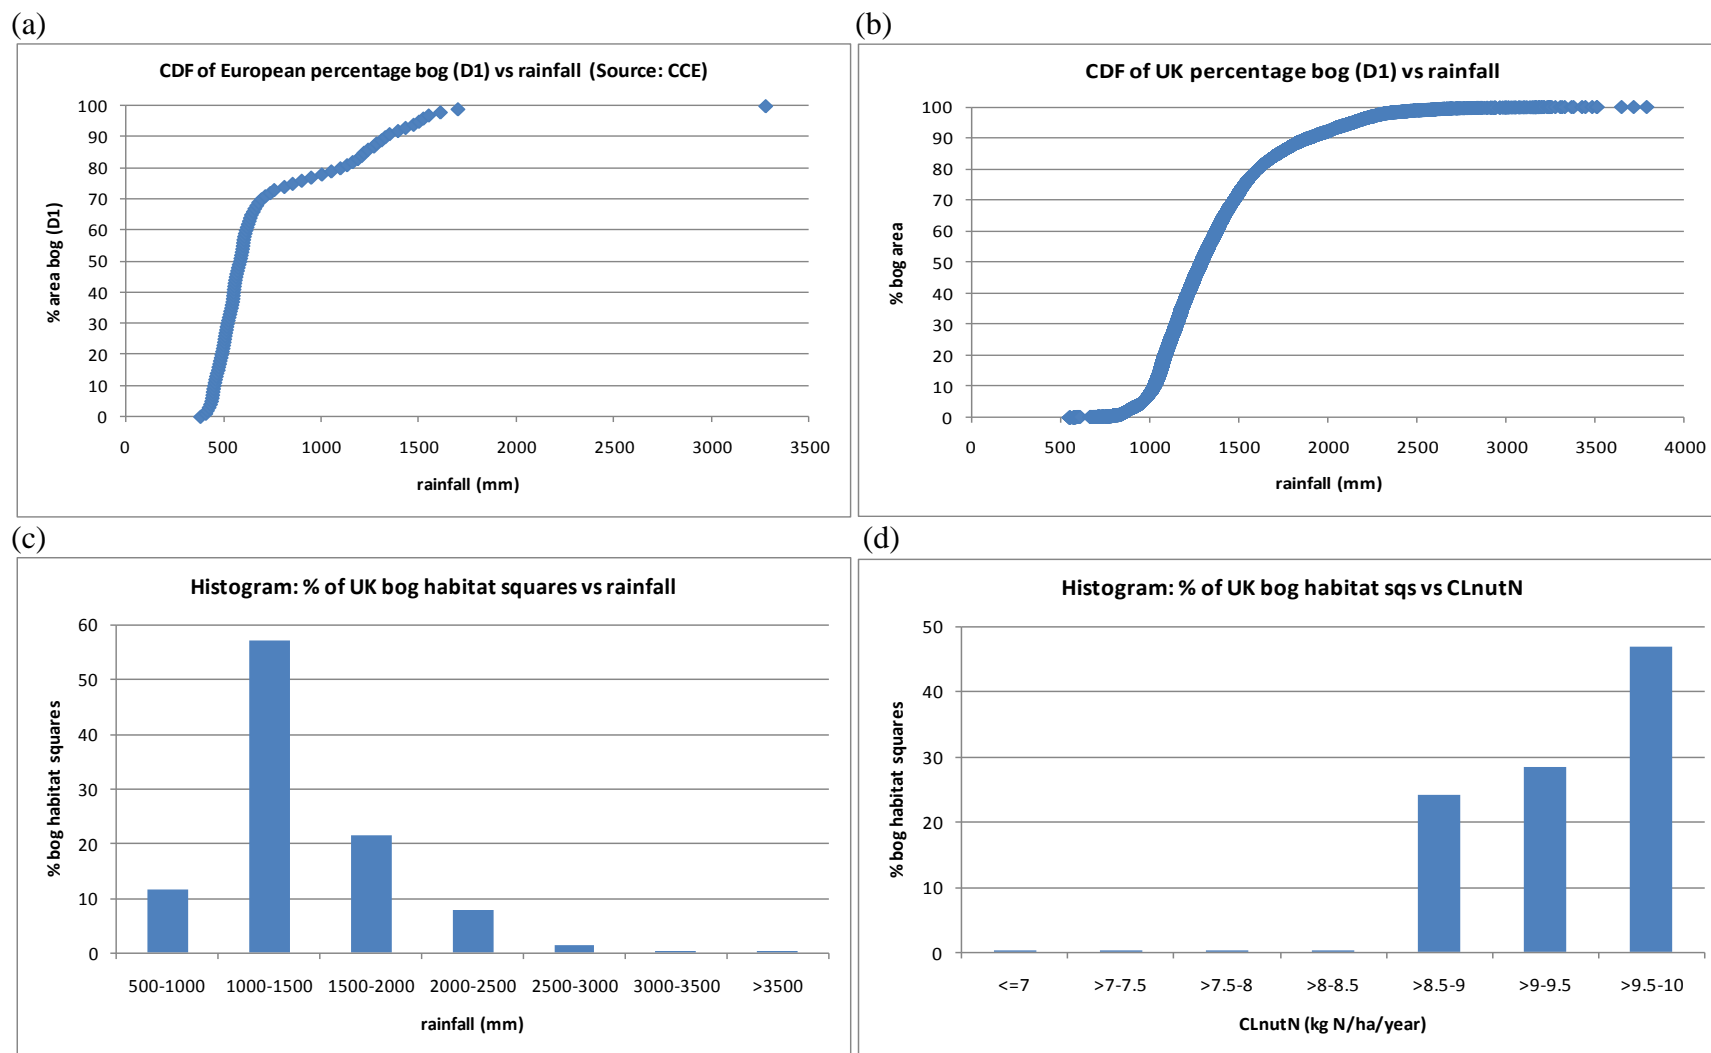 (a)
CDF of European percentage bog (D1) vs rainfall (Source: CCE)
100
90
80
70
60
50
40
30
20
10
0
% area bog (D1)
0 500 1000 1500 2000 2500 3000 3500
rainfall (mm)
(b)
CDF of UK percentage bog (D1) vs rainfall
100
90
80
70
60
50
40
30
20
10
0
% bog area
0 500 1000 1500 2000 2500 3000 3500 4000
rainfall (mm)
(c)
Histogram: % of UK bog habitat squares vs rainfall
60
50
40
30
20
10
0
% bog habitat squares
500-1000 1000-1500 1500-2000 2000-2500 2500-3000 3000-3500 >3500
rainfall (mm)
(d)
Histogram: % of UK bog habitat sqs vs CLnutN
50
40
30
20
10
0
% bog habitat squares
<=7 >7-7.5 >7.5-8 >8-8.5 >8.5-9 >9-9.5 >9.5-10
CLnutN (kg N/ha/year)